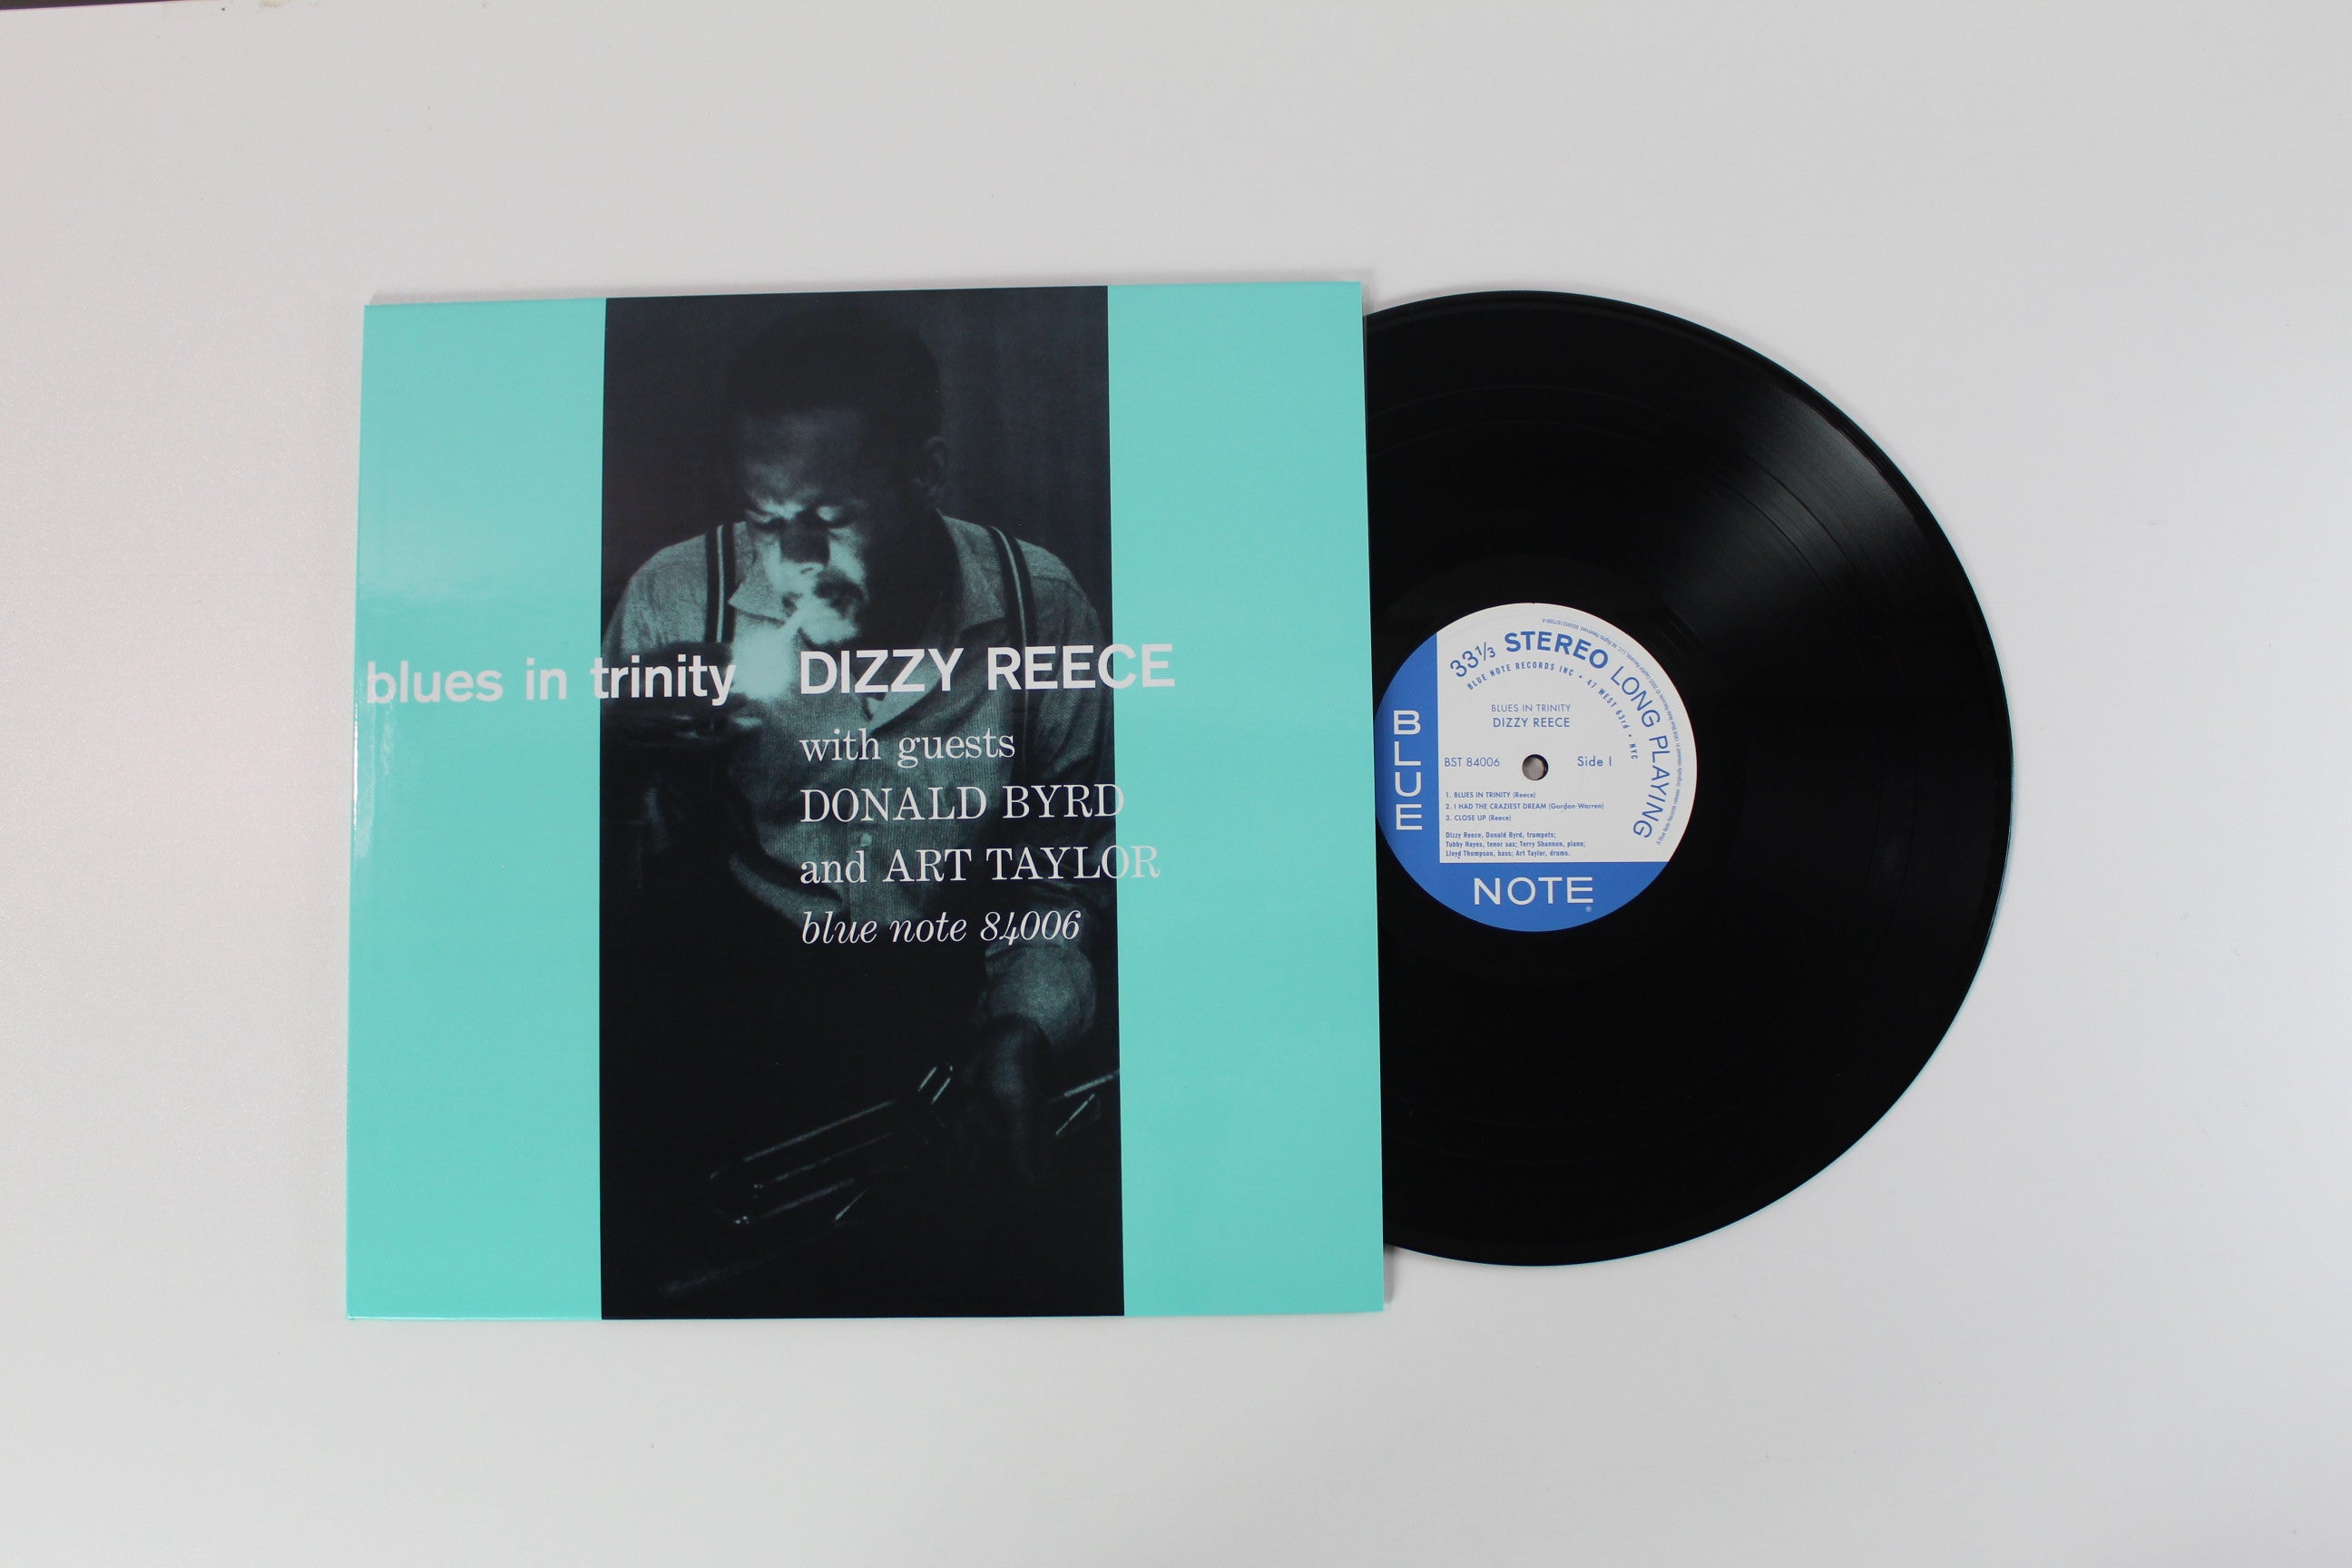 blues in trinity DIZZY REECE
with guests
DONALD BYRD
and ART TAYLOR
blue note 84006
33⅓ STEREO LONG PLAYING
BLUE NOTE RECORDS INC • 47 WEST 63rd • NYC
BLUES IN TRINITY
DIZZY REECE
BST 84006 Side 1
1. BLUES IN TRINITY (Reece)
2. I HAD THE CRAZIEST DREAM (Gordon-Warren)
3. CLOSE UP (Reece)
Dizzy Reece, Donald Byrd, trumpets;
Tubby Hayes, tenor sax; Terry Shannon, piano;
Lloyd Thompson, bass; Art Taylor, drums.
BLUE
NOTE®